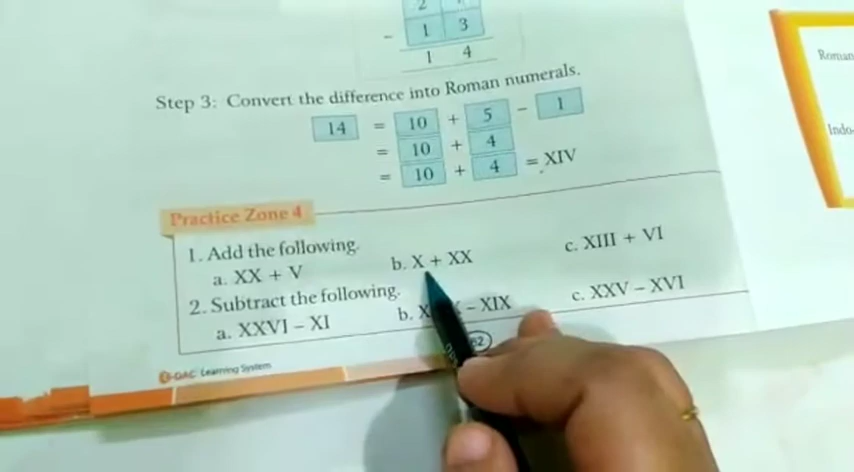 2
- 1 3
1 4
Step 3: Convert the difference into Roman numerals.
14 = 10 + 5 - 1
= 10 + 4
= 10 + 4 = XIV
Practice Zone 4
1. Add the following.
a. XX + V b. X + XX c. XIII + VI
2. Subtract the following.
a. XXVI - XI b. X - XIX c. XXV - XVI
62
Learning System
Roman
Indo-